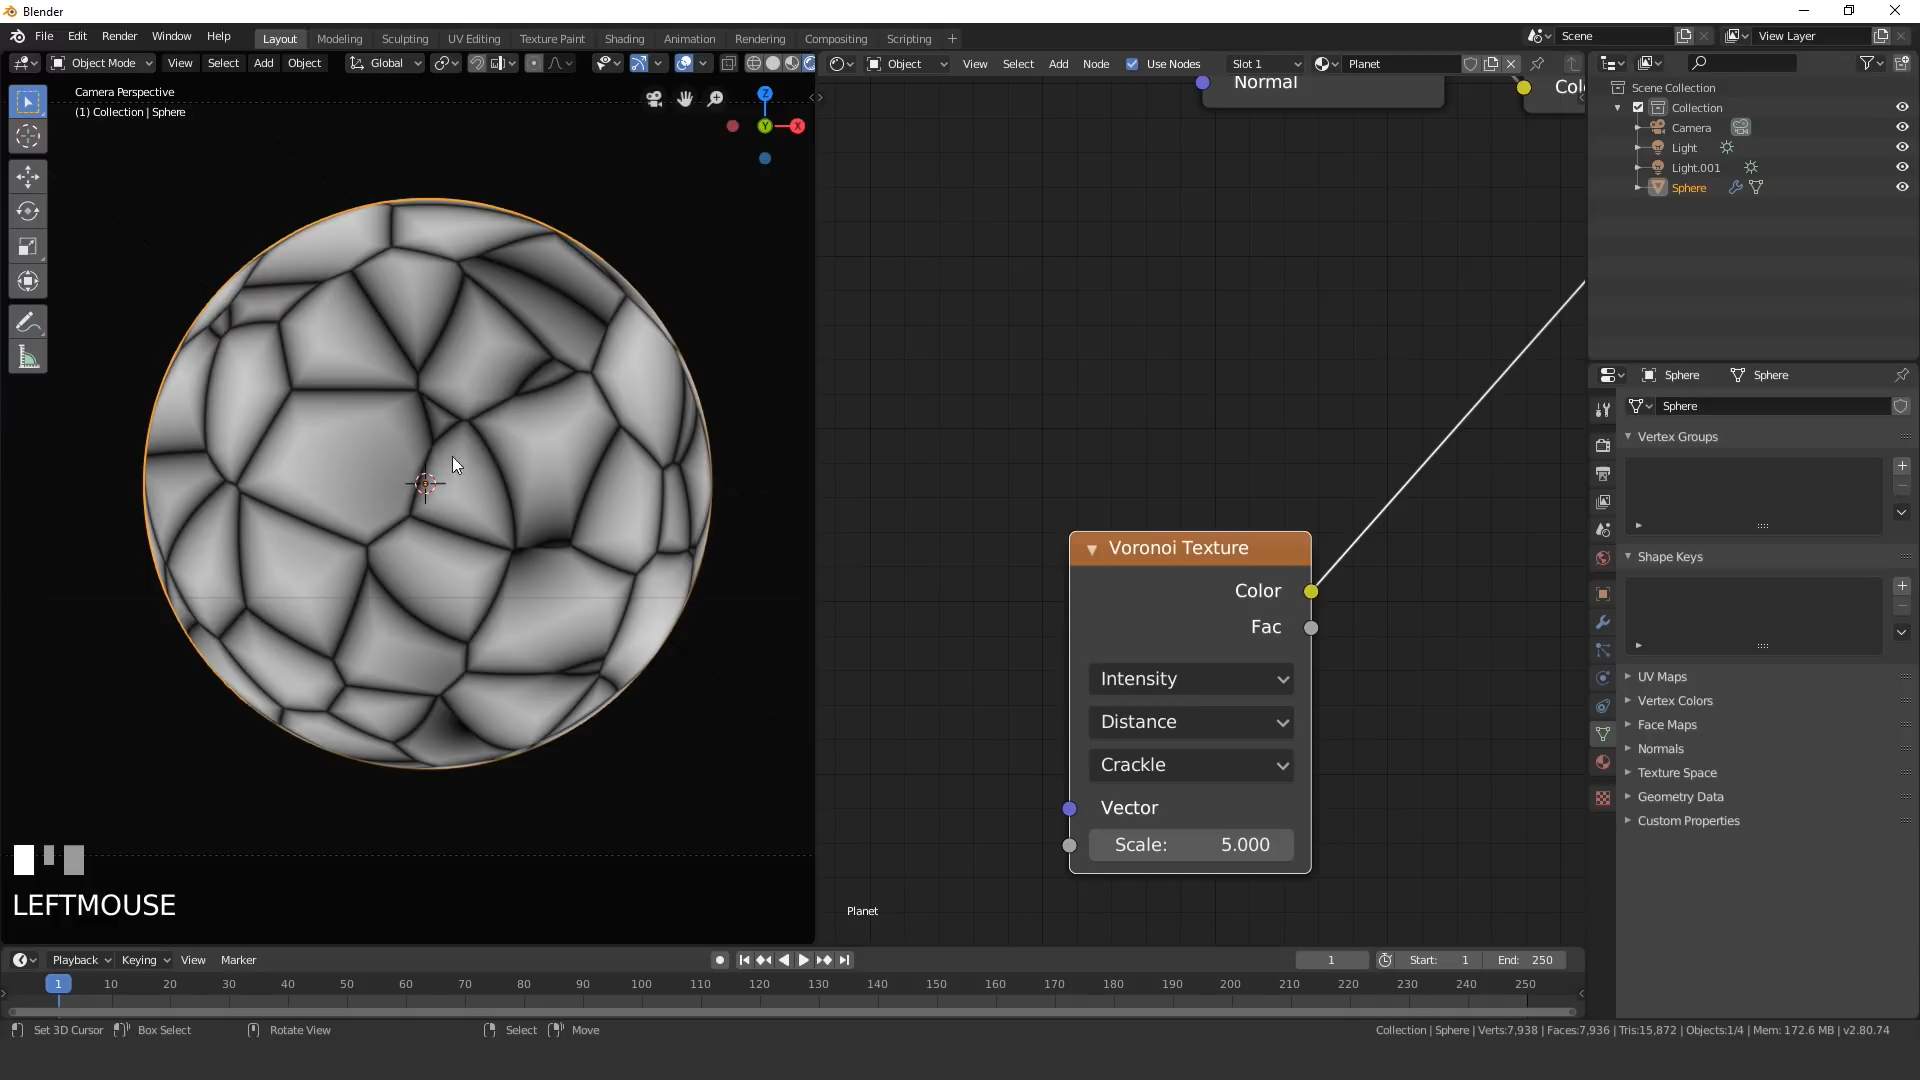 Blender
File Edit Render Window Help
Layout Modeling Sculpting UV Editing Texture Paint Shading Animation Rendering Compositing Scripting
Scene
View Layer
Object Mode View Select Add Object Global
Object View Select Add Node Use Nodes Slot 1 Planet
Camera Perspective
(1) Collection | Sphere
Z
Y
X
Normal
Col
Scene Collection
Collection
Camera
Light
Light.001
Sphere
Sphere Sphere
Sphere
Vertex Groups
Shape Keys
UV Maps
Vertex Colors
Face Maps
Normals
Texture Space
Geometry Data
Custom Properties
Voronoi Texture
Color
Fac
Intensity
Distance
Crackle
Vector
Scale: 5.000
LEFTMOUSE
Planet
Playback Keying View Marker
1 Start: 1 End: 250
1 10 20 30 40 50 60 70 80 90 100 110 120 130 140 150 160 170 180 190 200 210 220 230 240 250
Set 3D Cursor Box Select Rotate View Select Move
Collection | Sphere | Verts:7,938 | Faces:7,936 | Tris:15,872 | Objects:1/4 | Mem: 172.6 MB | v2.80.74